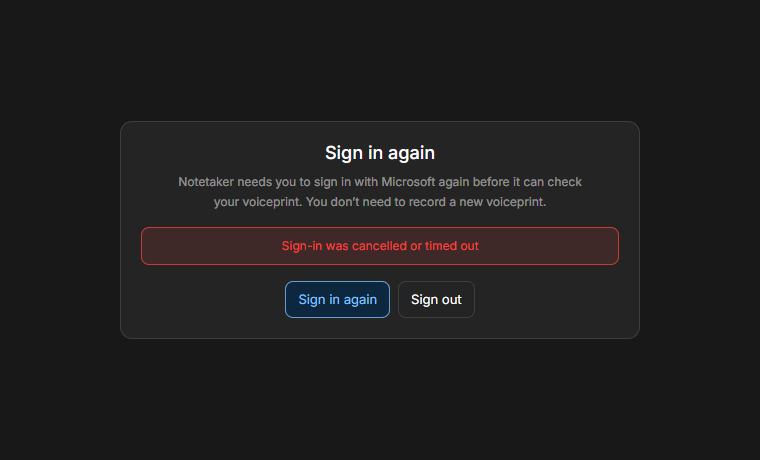 Sign in again
Notetaker needs you to sign in with Microsoft again before it can check
your voiceprint. You don’t need to record a new voiceprint.
Sign-in was cancelled or timed out
Sign in again
Sign out